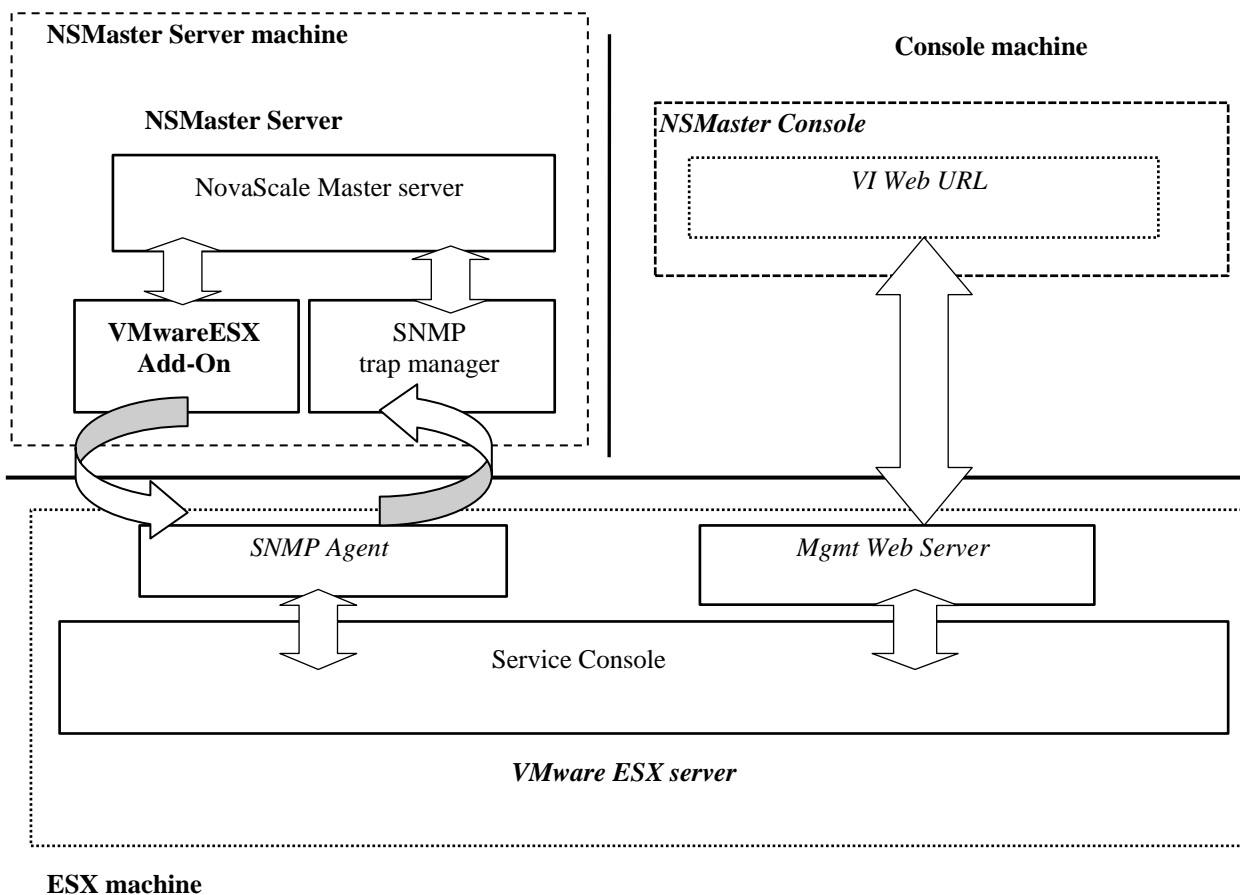 NSMaster Server machine
Console machine
NSMaster Server
NovaScale Master server
VMwareESX
Add-On
SNMP
trap manager
NSMaster Console
VI Web URL
SNMP Agent
Mgmt Web Server
Service Console
VMware ESX server
ESX machine